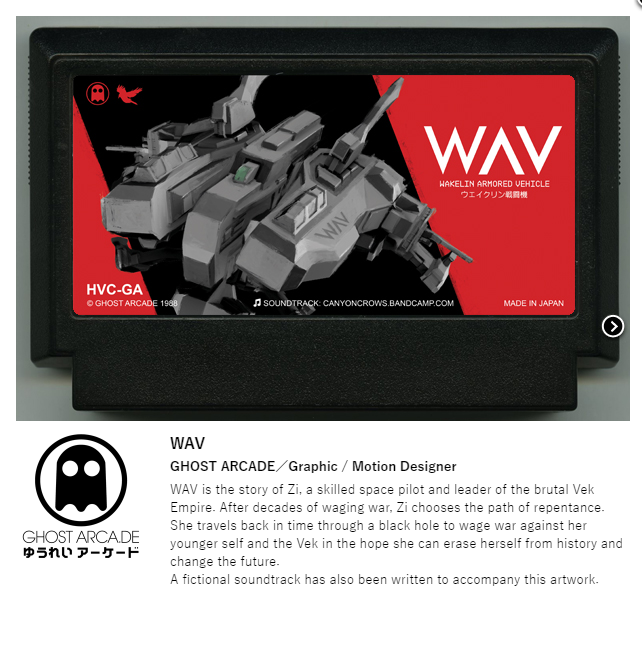 WAV
WAKELIN ARMORED VEHICLE
ウエイクリン戦闘機
WAV
HVC-GA
© GHOST ARCADE 1988
SOUNDTRACK: CANYONCROWS.BANDCAMP.COM
MADE IN JAPAN
GHOST ARCADE
ゆうれい アーケード
WAV
GHOST ARCADE／Graphic / Motion Designer
WAV is the story of Zi, a skilled space pilot and leader of the brutal Vek
Empire. After decades of waging war, Zi chooses the path of repentance.
She travels back in time through a black hole to wage war against her
younger self and the Vek in the hope she can erase herself from history and
change the future.
A fictional soundtrack has also been written to accompany this artwork.